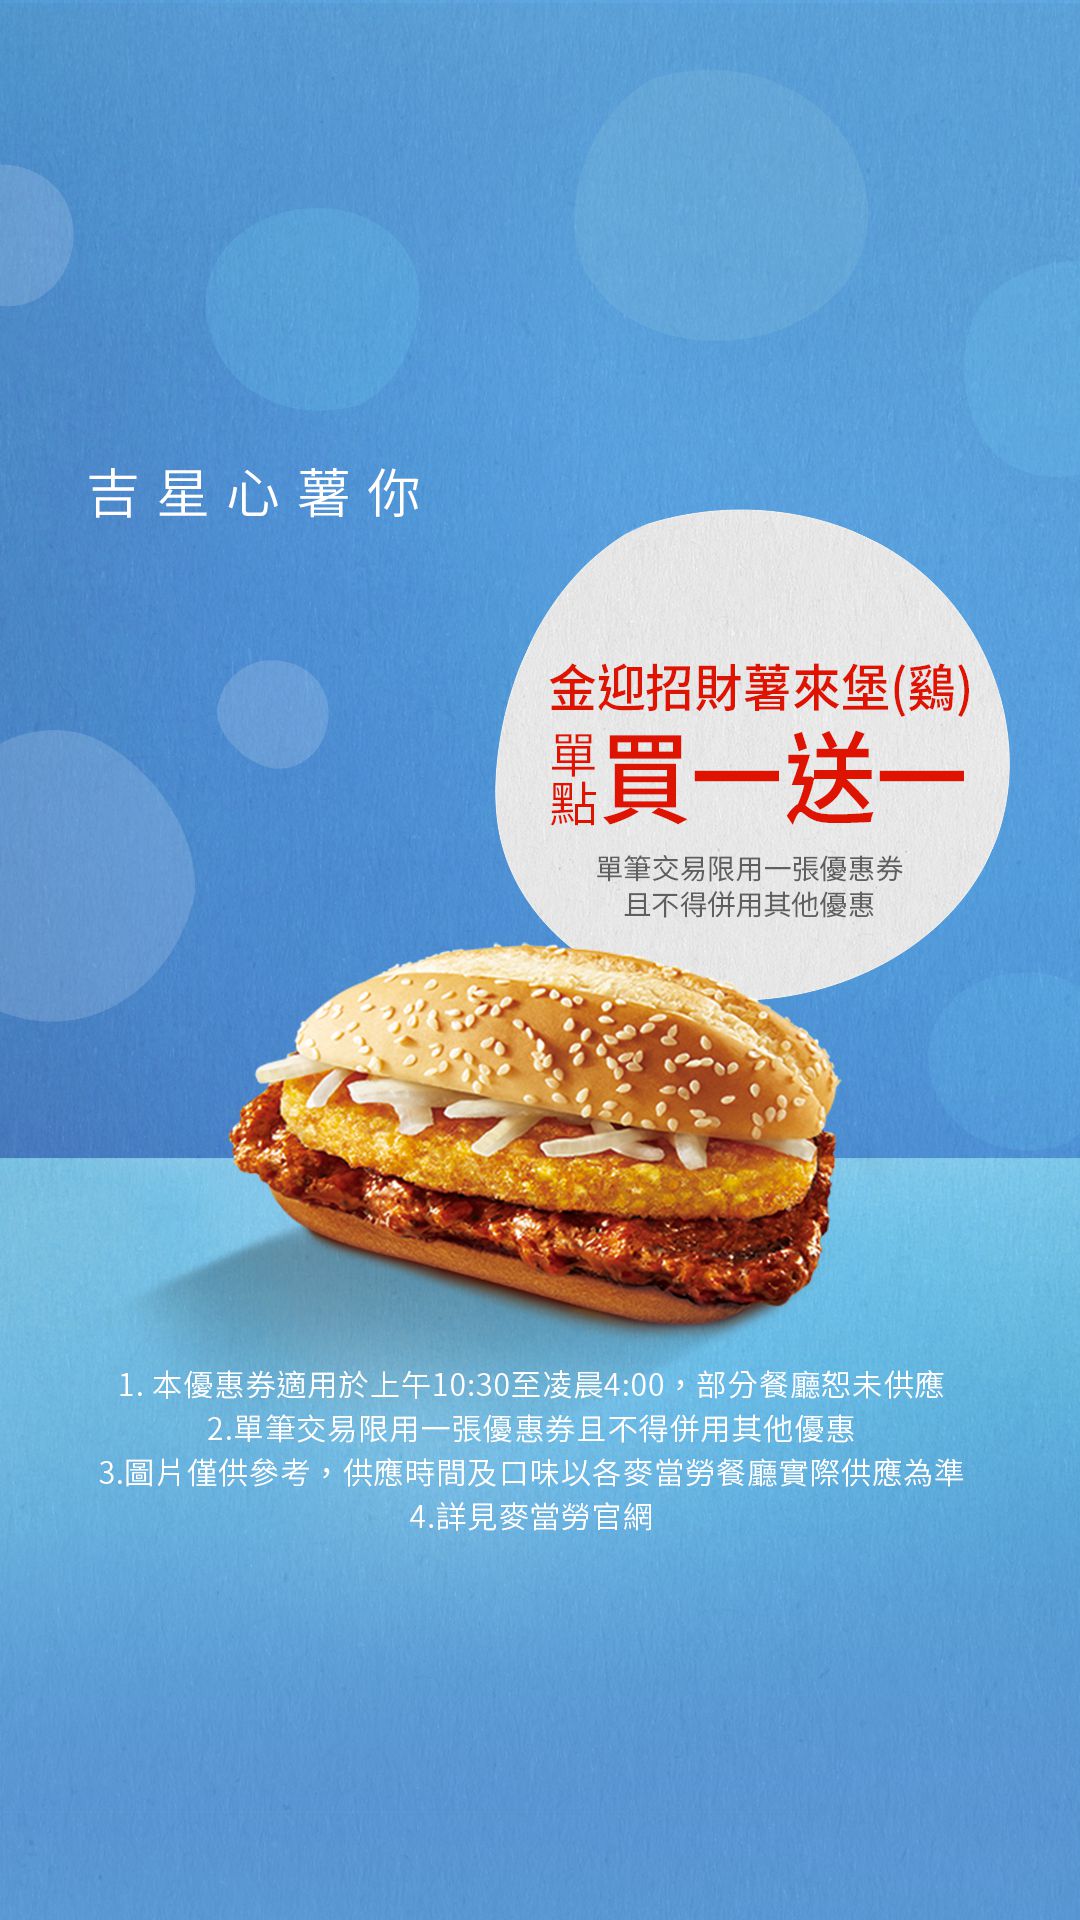 吉星心薯你
金迎招財薯來堡(鷄)
單點買一送一
單筆交易限用一張優惠券
且不得併用其他優惠
1. 本優惠券適用於上午10:30至凌晨4:00，部分餐廳恕未供應
2.單筆交易限用一張優惠券且不得併用其他優惠
3.圖片僅供參考，供應時間及口味以各麥當勞餐廳實際供應為準
4.詳見麥當勞官網